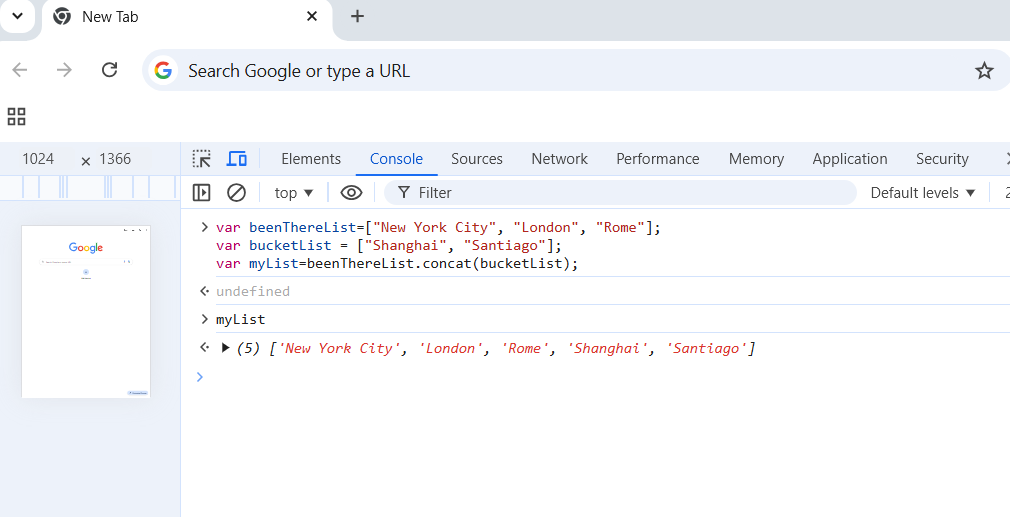 New Tab
Search Google or type a URL
1024 × 1366
Elements Console Sources Network Performance Memory Application Security
top ▼ Filter Default levels ▼
> var beenThereList=["New York City", "London", "Rome"];
var bucketList = ["Shanghai", "Santiago"];
var myList=beenThereList.concat(bucketList);
undefined
> myList
(5) ['New York City', 'London', 'Rome', 'Shanghai', 'Santiago']
>
Google